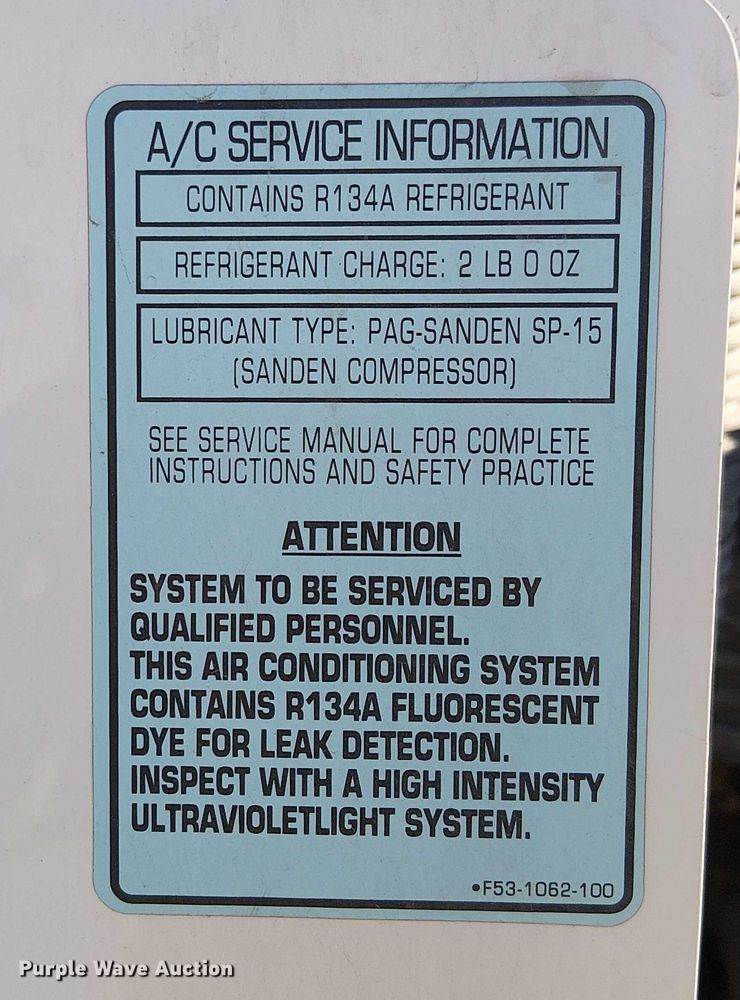 A/C SERVICE INFORMATION
CONTAINS R134A REFRIGERANT
REFRIGERANT CHARGE: 2 LB 0 OZ
LUBRICANT TYPE: PAG-SANDEN SP-15
(SANDEN COMPRESSOR)
SEE SERVICE MANUAL FOR COMPLETE
INSTRUCTIONS AND SAFETY PRACTICE
ATTENTION
SYSTEM TO BE SERVICED BY
QUALIFIED PERSONNEL.
THIS AIR CONDITIONING SYSTEM
CONTAINS R134A FLUORESCENT
DYE FOR LEAK DETECTION.
INSPECT WITH A HIGH INTENSITY
ULTRAVIOLETLIGHT SYSTEM.
•F53-1062-100
Purple Wave Auction